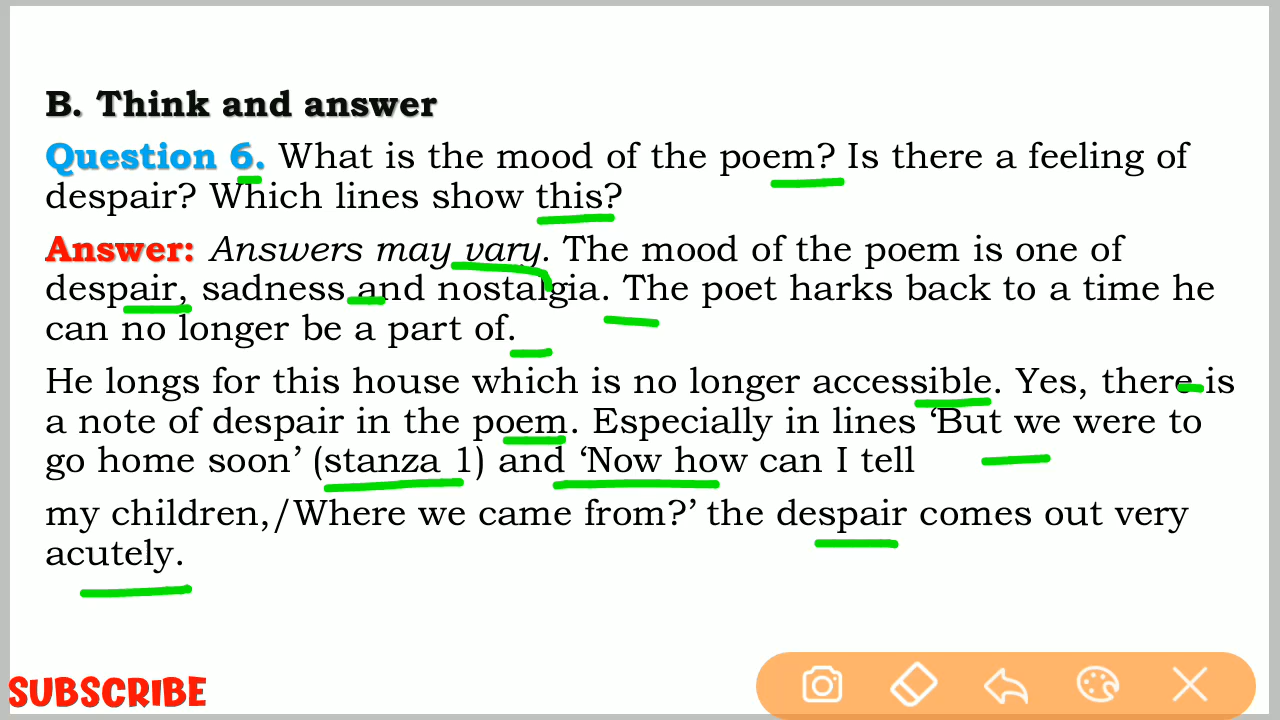 B. Think and answer
Question 6. What is the mood of the poem? Is there a feeling of
despair? Which lines show this?
Answer: Answers may vary. The mood of the poem is one of
despair, sadness and nostalgia. The poet harks back to a time he
can no longer be a part of.
He longs for this house which is no longer accessible. Yes, there is
a note of despair in the poem. Especially in lines ‘But we were to
go home soon’ (stanza 1) and ‘Now how can I tell
my children,/Where we came from?’ the despair comes out very
acutely.
SUBSCRIBE